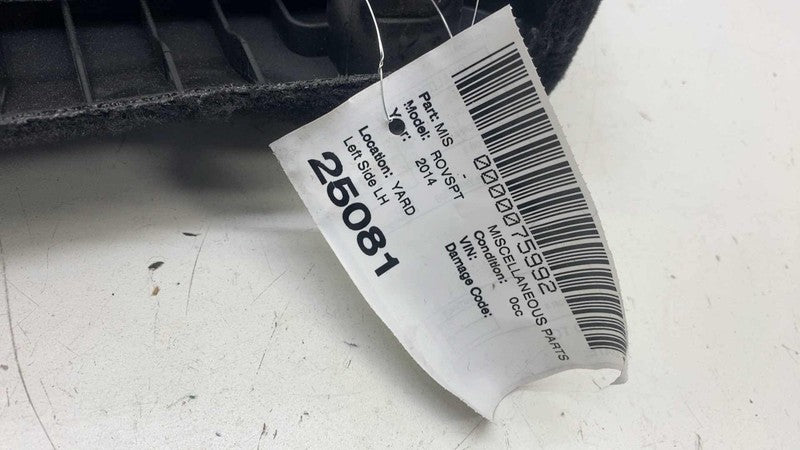 0000075992
Part: MIS - MISCELLANEOUS PARTS
Model: ROVSPT Condition: 0cc
Year: 2014 VIN:
Damage Code:
Location: YARD
Left Side LH
25081